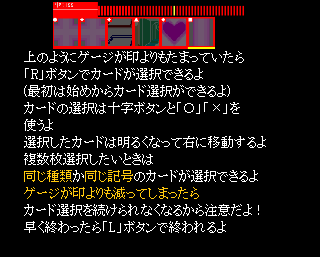 上のようにゲージが印よりもたまっていたら
「R」ボタンでカードが選択できるよ
(最初は始めからカード選択ができるよ)
カードの選択は十字ボタンと「○」「×」を
使うよ
選択したカードは明るくなって右に移動するよ
複数枚選択したいときは
同じ種類か同じ記号のカードが選択できるよ
ゲージが印よりも減ってしまったら
カード選択を続けられなくなるから注意だよ!
早く終わったら「L」ボタンで終われるよ